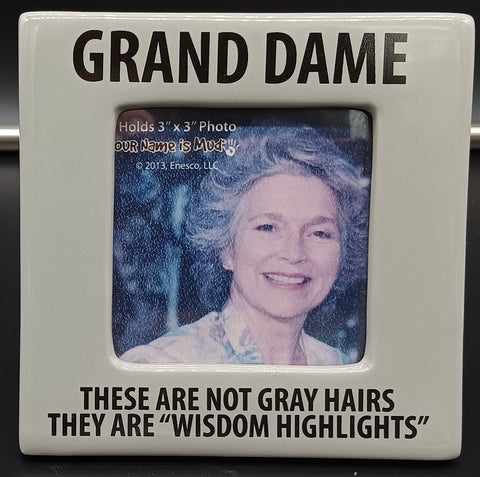 GRAND DAME
Holds 3" x 3" Photo
OUR Name is MUD
© 2013, Enesco, LLC
THESE ARE NOT GRAY HAIRS
THEY ARE “WISDOM HIGHLIGHTS”